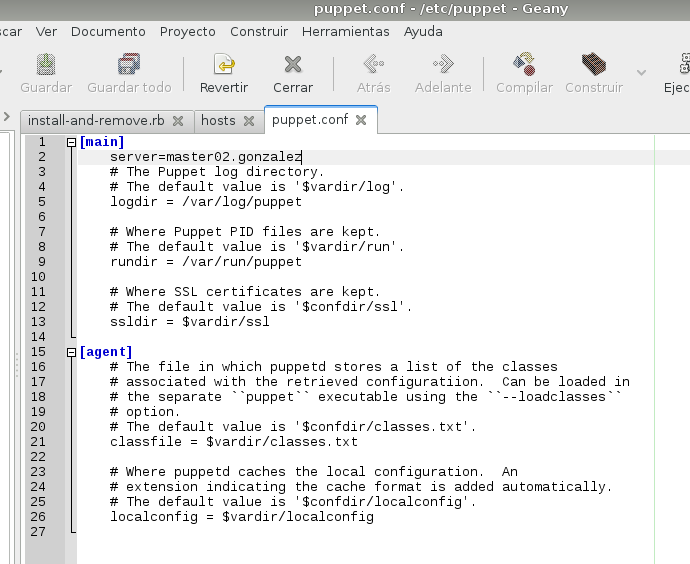 puppet.conf - /etc/puppet - Geany
scar Ver Documento Proyecto Construir Herramientas Ayuda
Guardar Guardar todo Revertir Cerrar Atrás Adelante Compilar Construir Ejec
install-and-remove.rb hosts puppet.conf
1 [main]
2 server=master02.gonzalez
3 # The Puppet log directory.
4 # The default value is '$vardir/log'.
5 logdir = /var/log/puppet
6
7 # Where Puppet PID files are kept.
8 # The default value is '$vardir/run'.
9 rundir = /var/run/puppet
10
11 # Where SSL certificates are kept.
12 # The default value is '$confdir/ssl'.
13 ssldir = $vardir/ssl
14
15 [agent]
16 # The file in which puppetd stores a list of the classes
17 # associated with the retrieved configuratiion.  Can be loaded in
18 # the separate ``puppet`` executable using the ``--loadclasses``
19 # option.
20 # The default value is '$confdir/classes.txt'.
21 classfile = $vardir/classes.txt
22
23 # Where puppetd caches the local configuration.  An
24 # extension indicating the cache format is added automatically.
25 # The default value is '$confdir/localconfig'.
26 localconfig = $vardir/localconfig
27